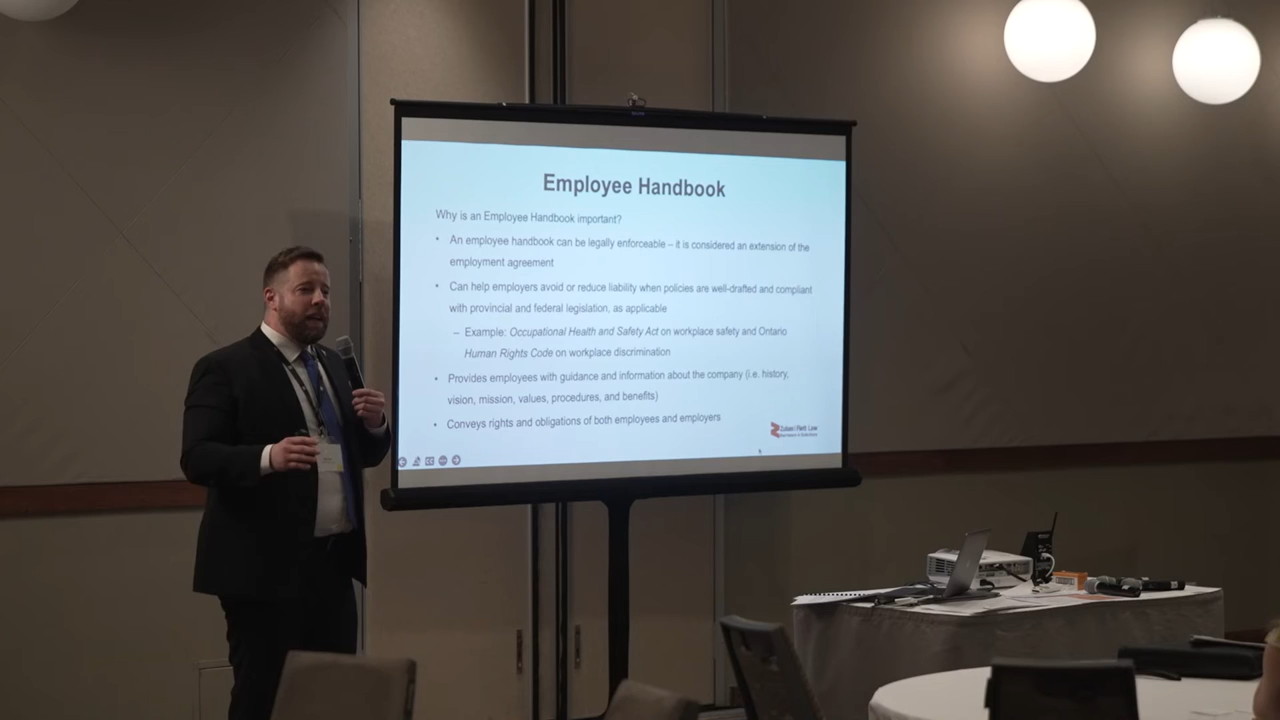 Employee Handbook
Why is an Employee Handbook important?
• An employee handbook can be legally enforceable – it is considered an extension of the
employment agreement
• Can help employers avoid or reduce liability when policies are well-drafted and compliant
with provincial and federal legislation, as applicable
– Example: Occupational Health and Safety Act on workplace safety and Ontario
Human Rights Code on workplace discrimination
• Provides employees with guidance and information about the company (i.e. history,
vision, mission, values, procedures, and benefits)
• Conveys rights and obligations of both employees and employers
Flett Law